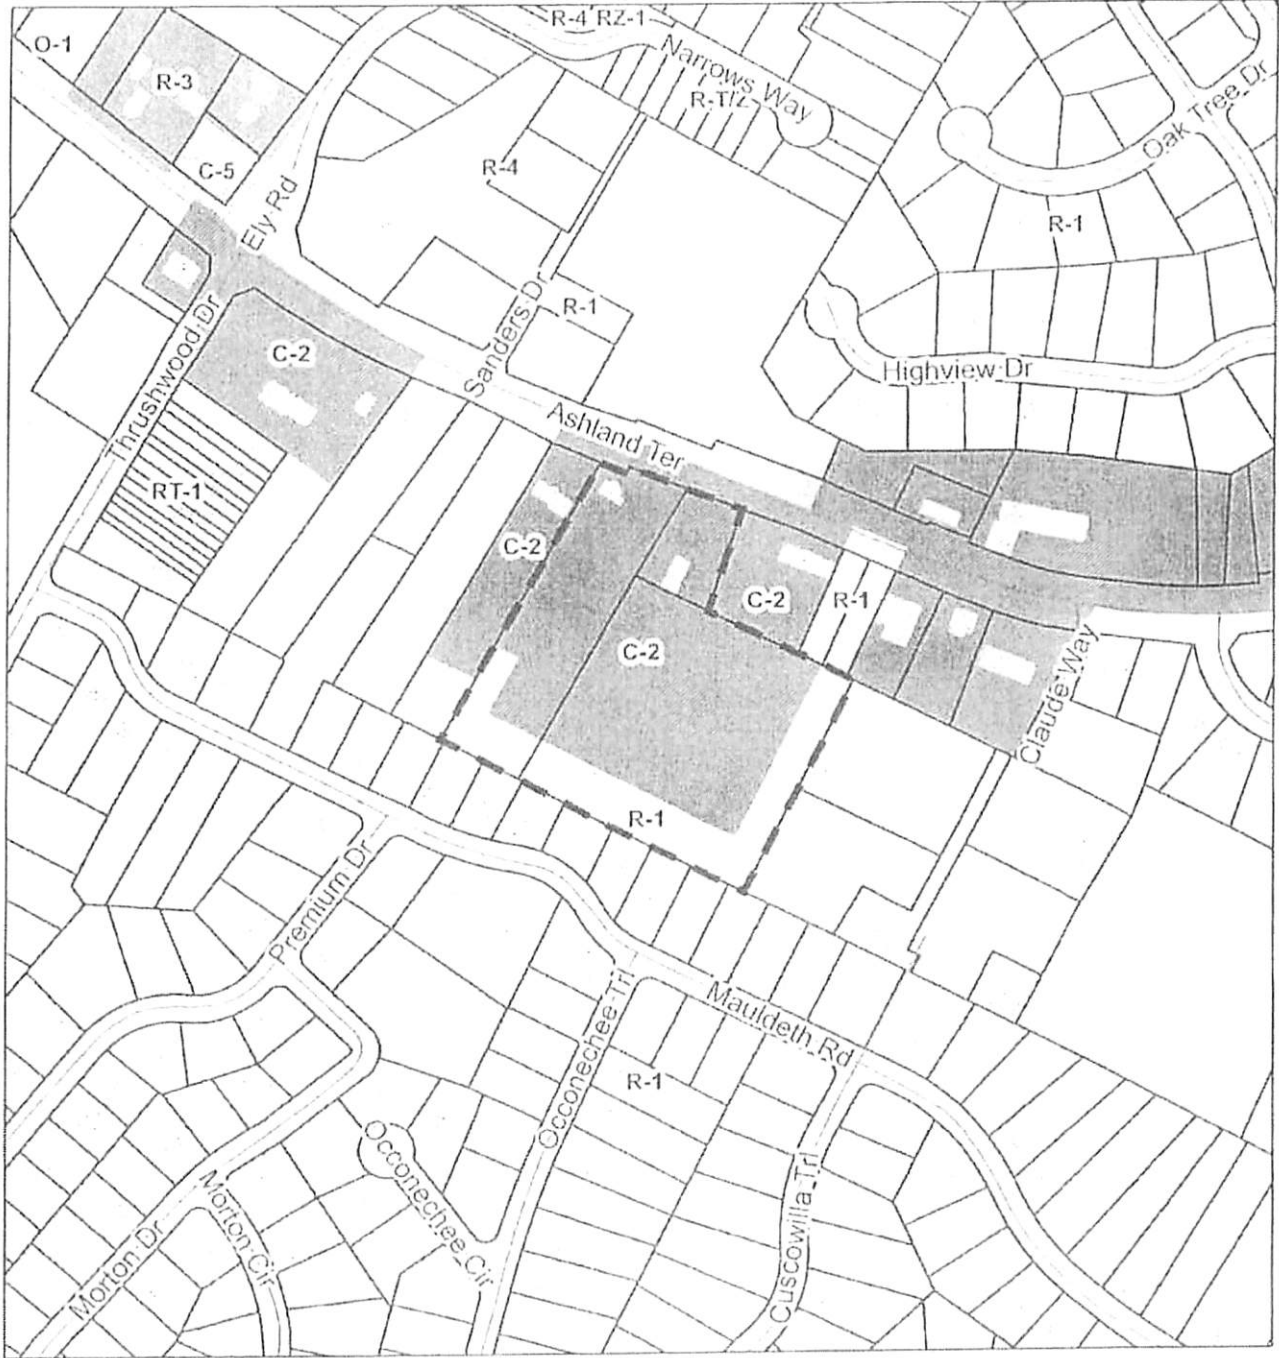 R-4 RZ-1
O-1
Narrows Way
R-3
R-T/Z
Oak Tree Dr
C-5
R-4
Ely Rd
R-1
Sanders Dr
R-1
Thrushwood Dr
C-2
Highview Dr
Ashland Ter
RT-1
C-2
C-2
R-1
C-2
Claude Way
R-1
Premium Dr
Mauldeth Rd
Occonechee Trl
R-1
Occonechee Cir
Cuscowilla Trl
Morton Cir
Morton Dr